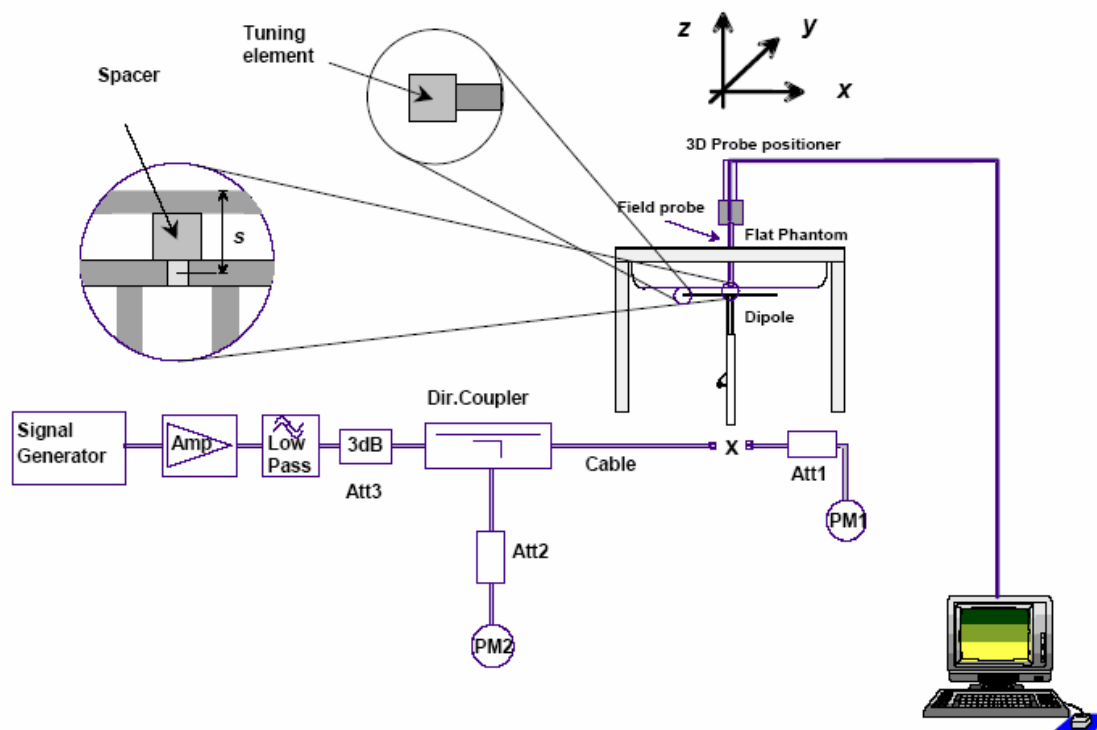 Tuning
element
Spacer
z
y
x
3D Probe positioner
Field probe
Flat Phantom
s
Dipole
Dir.Coupler
Signal
Generator
Amp
Low
Pass
3dB
Att3
Cable
x
Att1
PM1
Att2
PM2